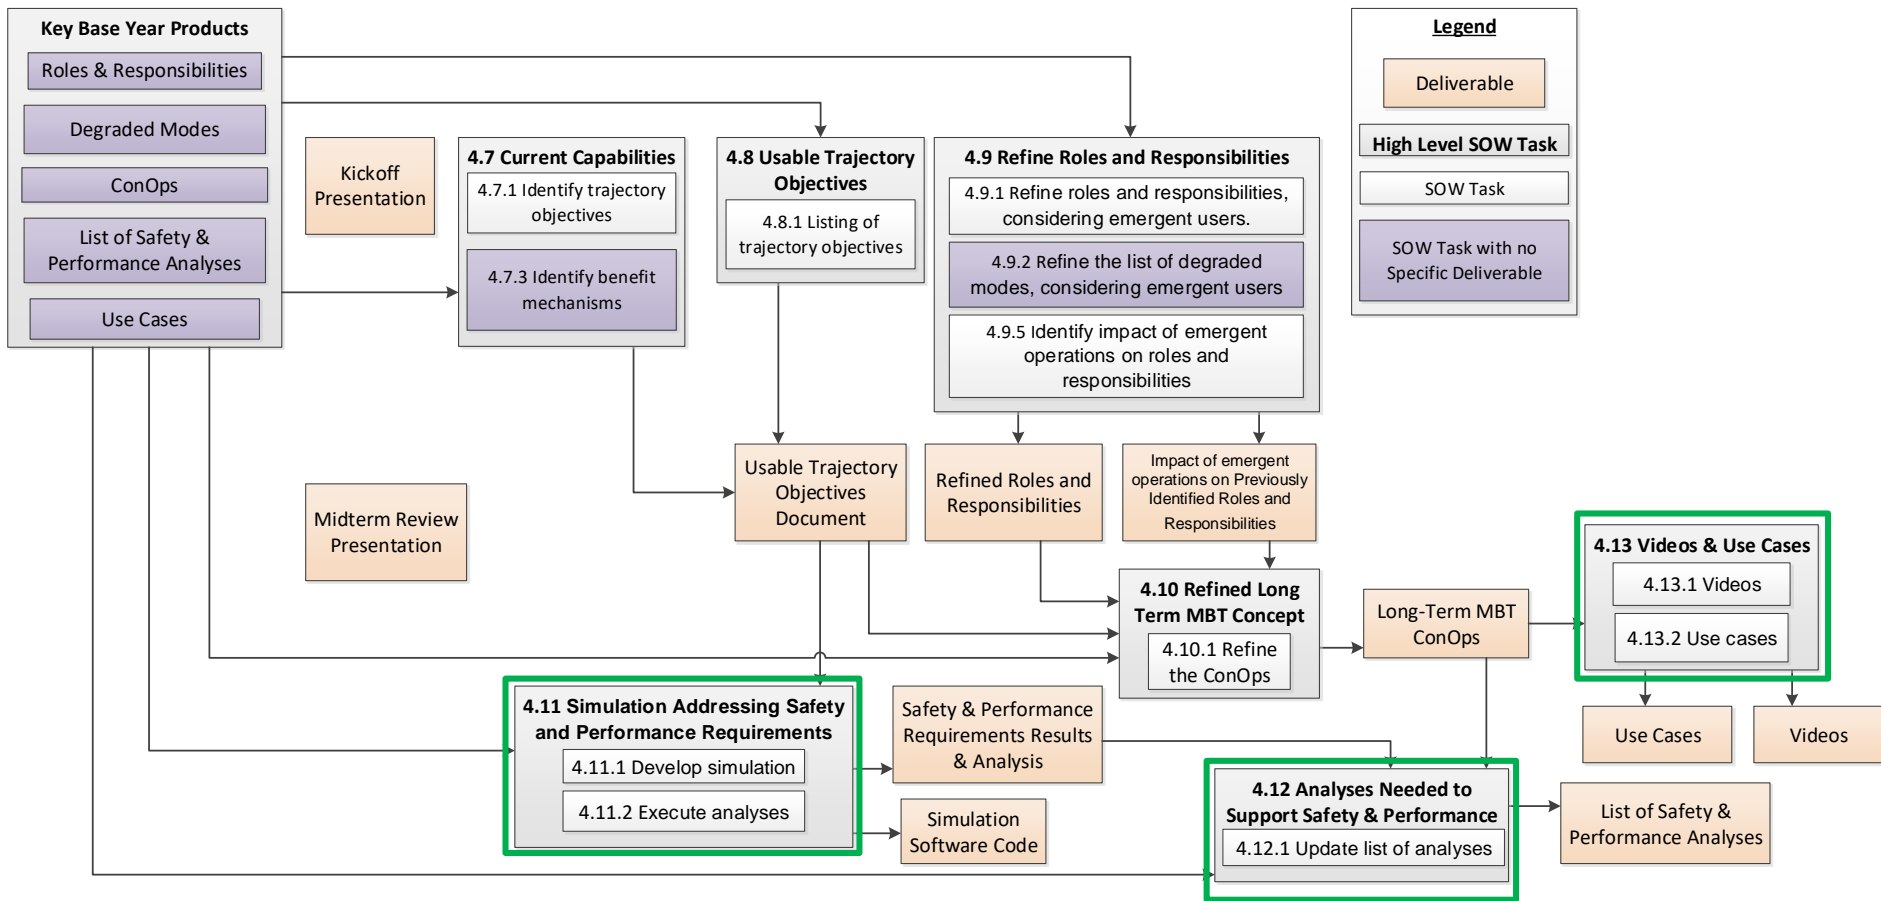 Key Base Year Products
Roles & Responsibilities
Degraded Modes
ConOps
List of Safety &
Performance Analyses
Use Cases
Kickoff
Presentation
4.7 Current Capabilities
4.7.1 Identify trajectory
objectives
4.7.3 Identify benefit
mechanisms
4.8 Usable Trajectory
Objectives
4.8.1 Listing of
trajectory objectives
4.9 Refine Roles and Responsibilities
4.9.1 Refine roles and responsibilities,
considering emergent users.
4.9.2 Refine the list of degraded
modes, considering emergent users
4.9.5 Identify impact of emergent
operations on roles and
responsibilities
Legend
Deliverable
High Level SOW Task
SOW Task
SOW Task with no
Specific Deliverable
Midterm Review
Presentation
Usable Trajectory
Objectives
Document
Refined Roles and
Responsibilities
Impact of emergent
operations on Previously
Identified Roles and
Responsibilities
4.10 Refined Long
Term MBT Concept
4.10.1 Refine
the ConOps
Long-Term MBT
ConOps
4.13 Videos & Use Cases
4.13.1 Videos
4.13.2 Use cases
Use Cases
Videos
4.11 Simulation Addressing Safety
and Performance Requirements
4.11.1 Develop simulation
4.11.2 Execute analyses
Safety & Performance
Requirements Results
& Analysis
Simulation
Software Code
4.12 Analyses Needed to
Support Safety & Performance
4.12.1 Update list of analyses
List of Safety &
Performance Analyses